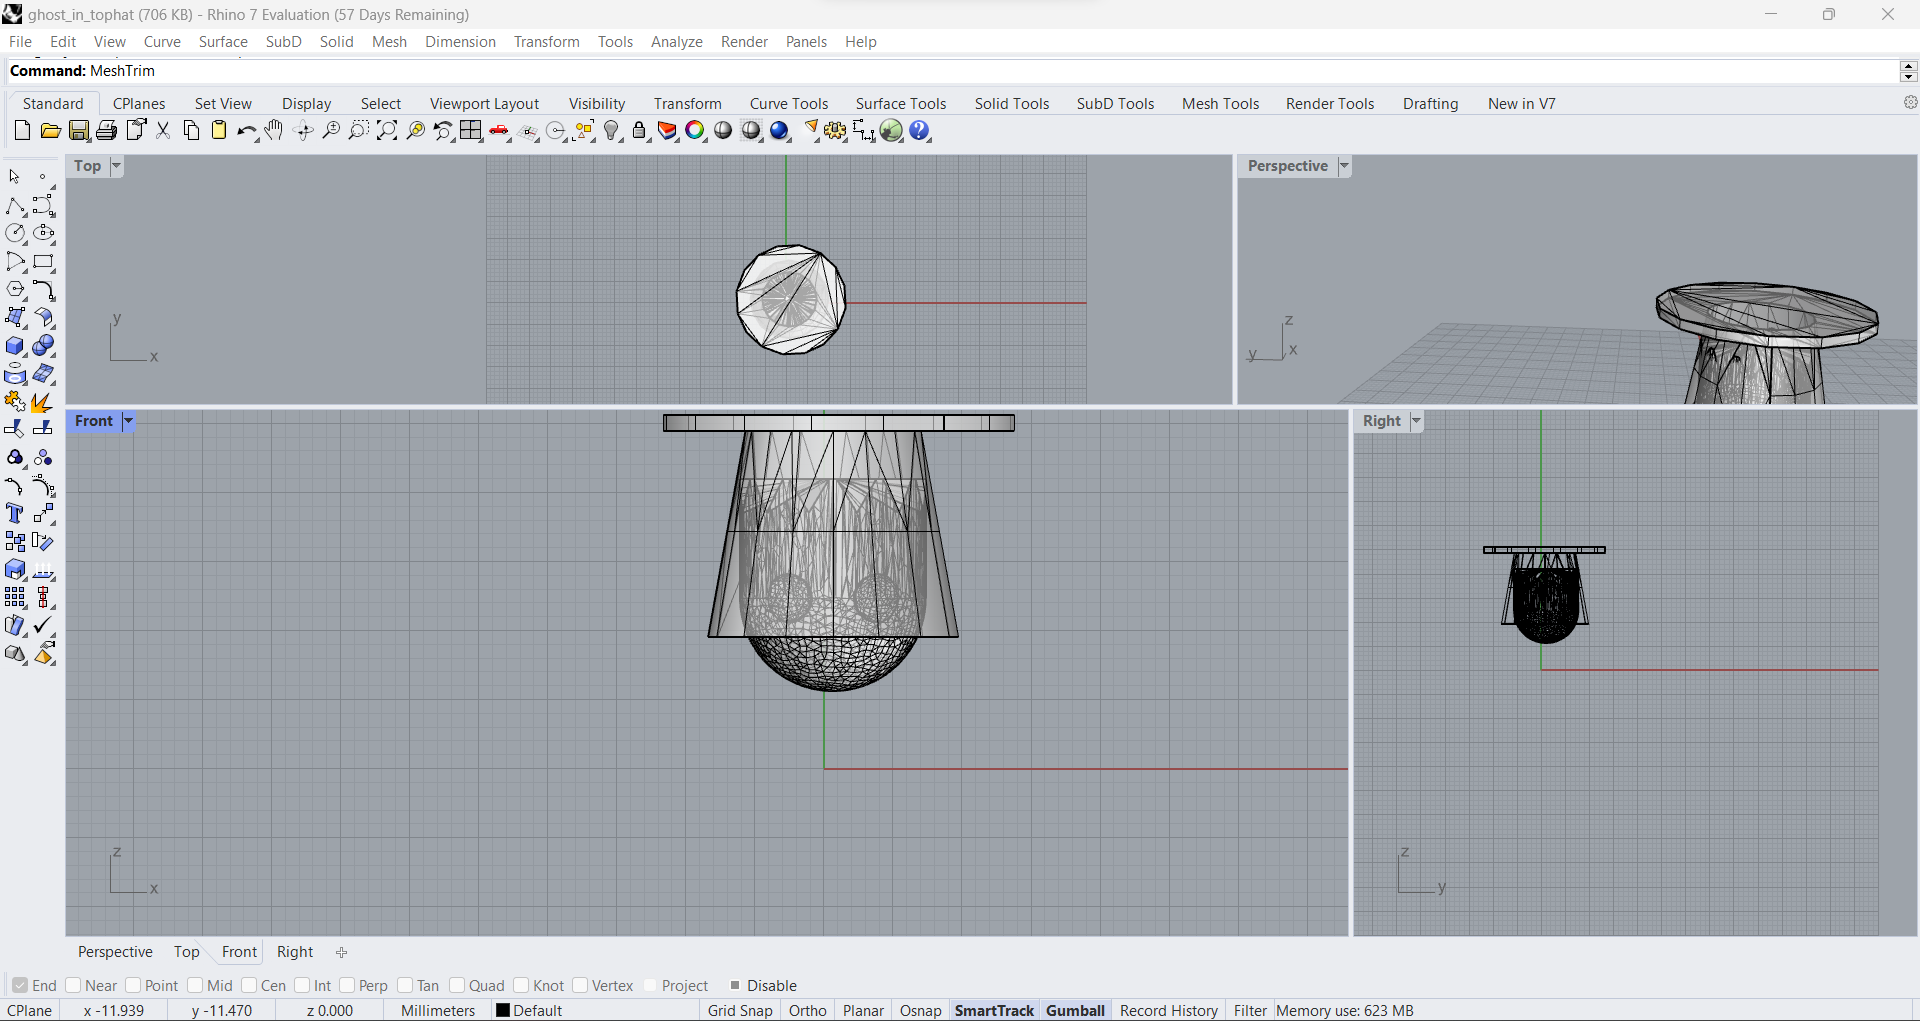 ghost_in_tophat (706 KB) - Rhino 7 Evaluation (57 Days Remaining)
File Edit View Curve Surface SubD Solid Mesh Dimension Transform Tools Analyze Render Panels Help
Command: MeshTrim
Standard CPlanes Set View Display Select Viewport Layout Visibility Transform Curve Tools Surface Tools Solid Tools SubD Tools Mesh Tools Render Tools Drafting New in V7
Top
y
x
Perspective
z
y x
Front
z
x
Right
z
y
Perspective Top Front Right
End Near Point Mid Cen Int Perp Tan Quad Knot Vertex Project Disable
CPlane x -11.939 y -11.470 z 0.000 Millimeters Default Grid Snap Ortho Planar Osnap SmartTrack Gumball Record History Filter Memory use: 623 MB